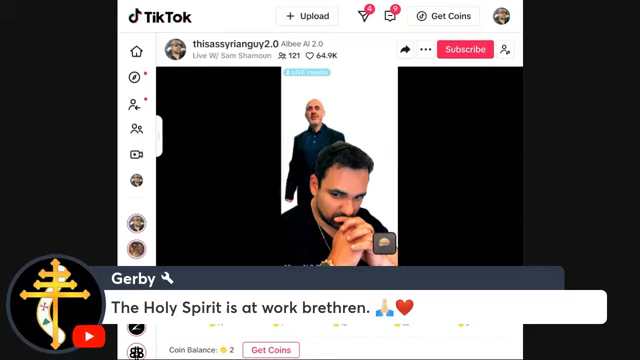 TikTok
+ Upload
4
9
Get Coins
thisassyrianguy2.0 Albee AI 2.0
Live W/ Sam Shamoun 121 64.9K
Subscribe
LIVE creator
Gerby
The Holy Spirit is at work brethren. 🙏🏻❤️
Coin Balance: 2 Get Coins